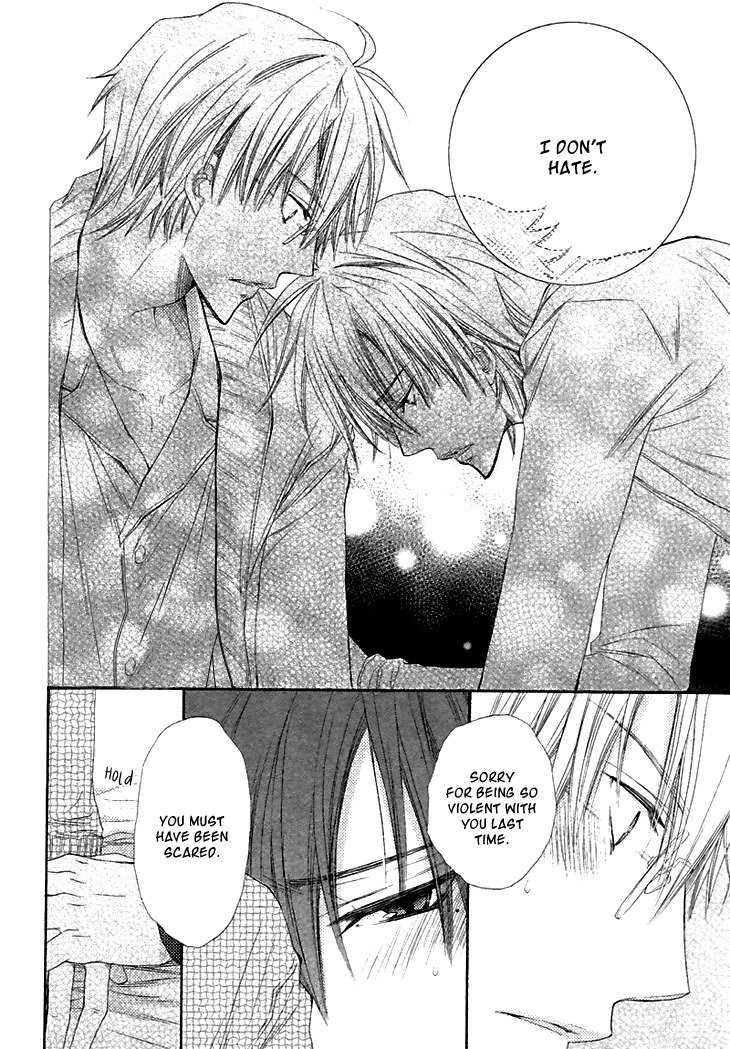 I DON'T
HATE.
SORRY
FOR BEING SO
VIOLENT WITH
YOU LAST
TIME.
YOU MUST
HAVE BEEN
SCARED.
HOLD